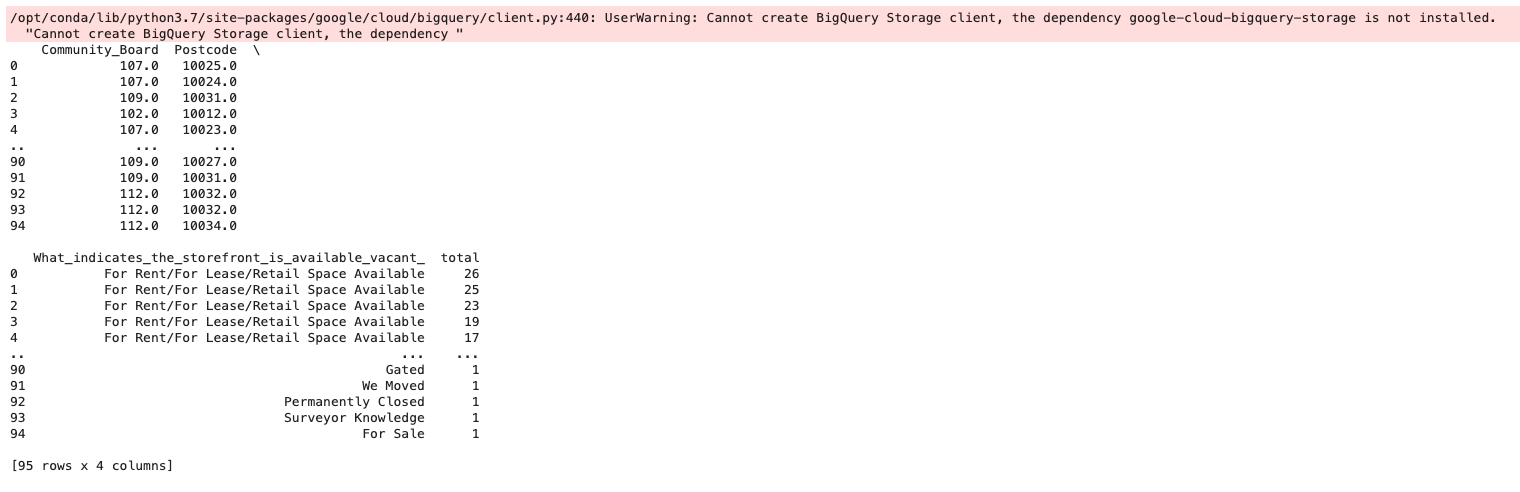 /opt/conda/lib/python3.7/site-packages/google/cloud/bigquery/client.py:440: UserWarning: Cannot create BigQuery Storage client, the dependency google-cloud-bigquery-storage is not installed.
  "Cannot create BigQuery Storage client, the dependency "
    Community_Board  Postcode  \
0             107.0   10025.0
1             107.0   10024.0
2             109.0   10031.0
3             102.0   10012.0
4             107.0   10023.0
..              ...       ...
90            109.0   10027.0
91            109.0   10031.0
92            112.0   10032.0
93            112.0   10032.0
94            112.0   10034.0

   What_indicates_the_storefront_is_available_vacant_  total
0           For Rent/For Lease/Retail Space Available     26
1           For Rent/For Lease/Retail Space Available     25
2           For Rent/For Lease/Retail Space Available     23
3           For Rent/For Lease/Retail Space Available     19
4           For Rent/For Lease/Retail Space Available     17
..                                                ...    ...
90                                              Gated      1
91                                           We Moved      1
92                                 Permanently Closed      1
93                                 Surveyor Knowledge      1
94                                           For Sale      1

[95 rows x 4 columns]